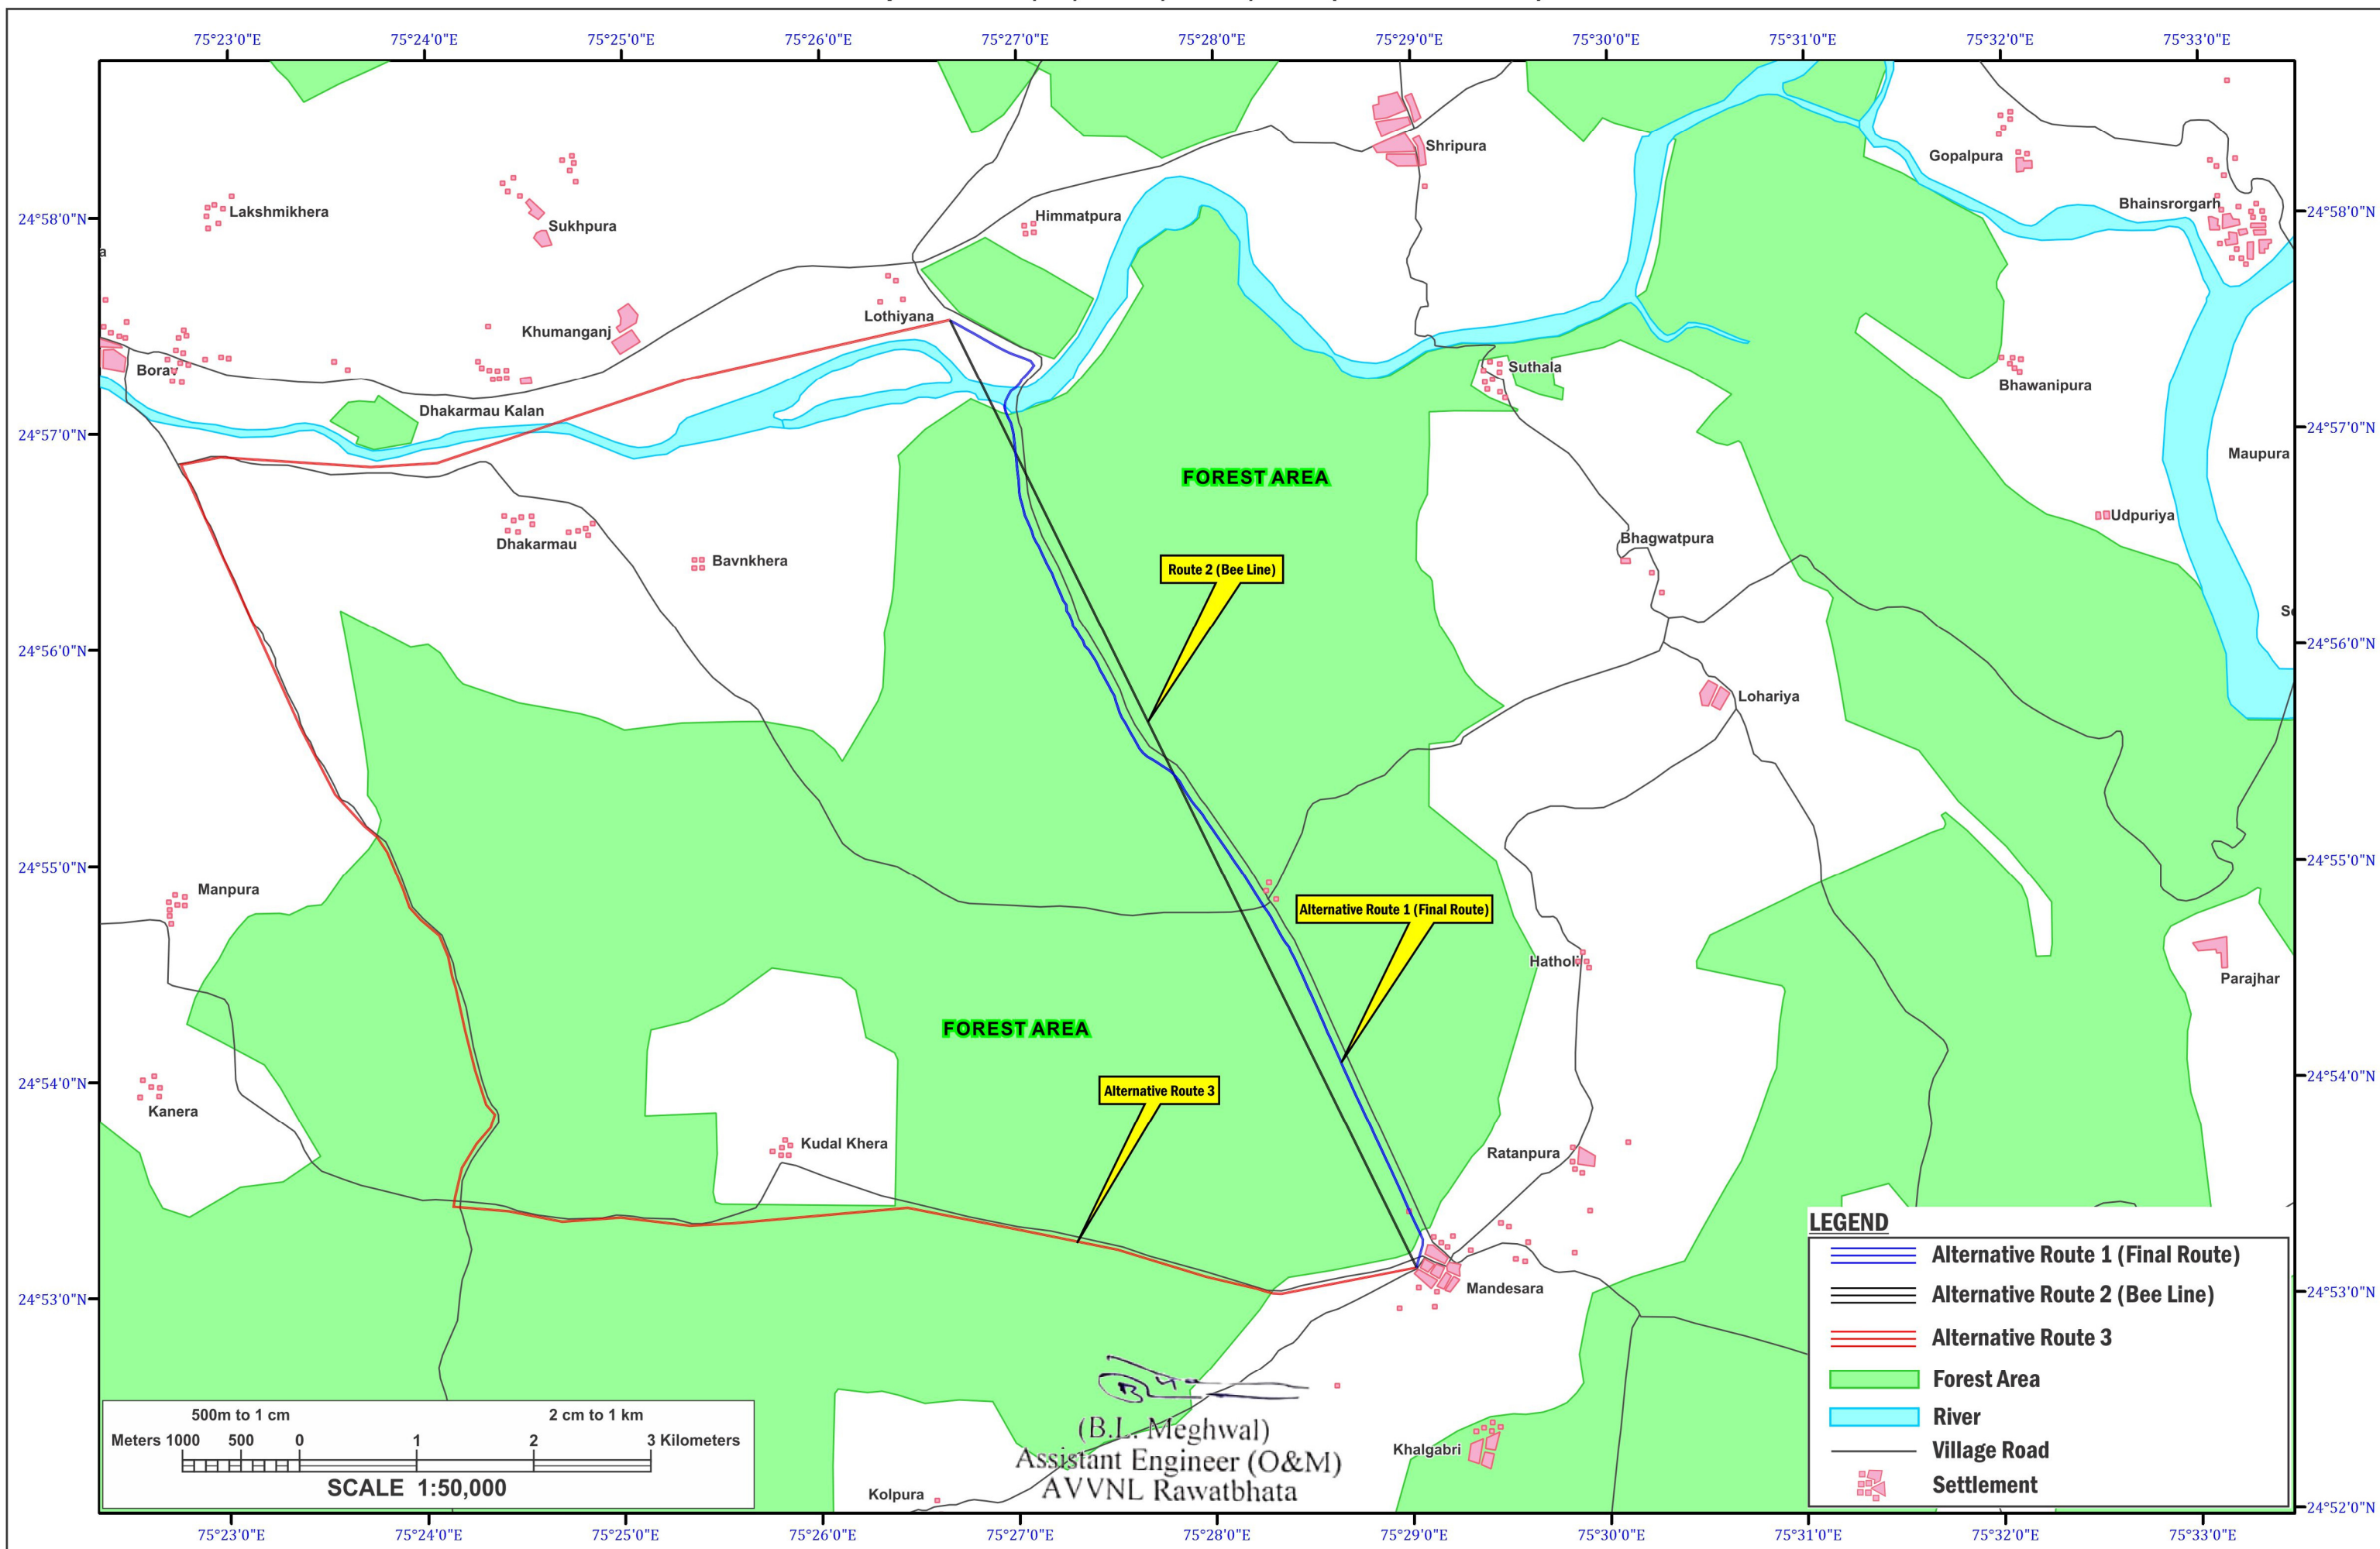 75°23'0"E 75°24'0"E 75°25'0"E 75°26'0"E 75°27'0"E 75°28'0"E 75°29'0"E 75°30'0"E 75°31'0"E 75°32'0"E 75°33'0"E
Shripura
Gopalpura
Bhainsrorgarh
24°58'0"N
Lakshmikhera
Sukhpura
Himmatpura
24°58'0"N
a
Lothiyana
Khumanganj
Borav
Suthala
Bhawanipura
Dhakarmau Kalan
24°57'0"N
24°57'0"N
Maupura
FOREST AREA
Udpuriya
Dhakarmau
Bhagwatpura
Bavnkhera
Route 2 (Bee Line)
24°56'0"N
24°56'0"N
Lohariya
24°55'0"N
24°55'0"N
Manpura
Alternative Route 1 (Final Route)
Hatholi
Parajhar
FOREST AREA
24°54'0"N
24°54'0"N
Alternative Route 3
Kanera
Kudal Khera
Ratanpura
24°53'0"N
Mandesara
24°53'0"N
LEGEND
Alternative Route 1 (Final Route)
Alternative Route 2 (Bee Line)
Alternative Route 3
Forest Area
River
Village Road
Settlement
500m to 1 cm 2 cm to 1 km
Meters 1000 500 0 1 2 3 Kilometers
SCALE 1:50,000
(B.L. Meghwal)
Assistant Engineer (O&M)
AVVNL Rawatbhata
Khalgabri
Kolpura
24°52'0"N
75°23'0"E 75°24'0"E 75°25'0"E 75°26'0"E 75°27'0"E 75°28'0"E 75°29'0"E 75°30'0"E 75°31'0"E 75°32'0"E 75°33'0"E